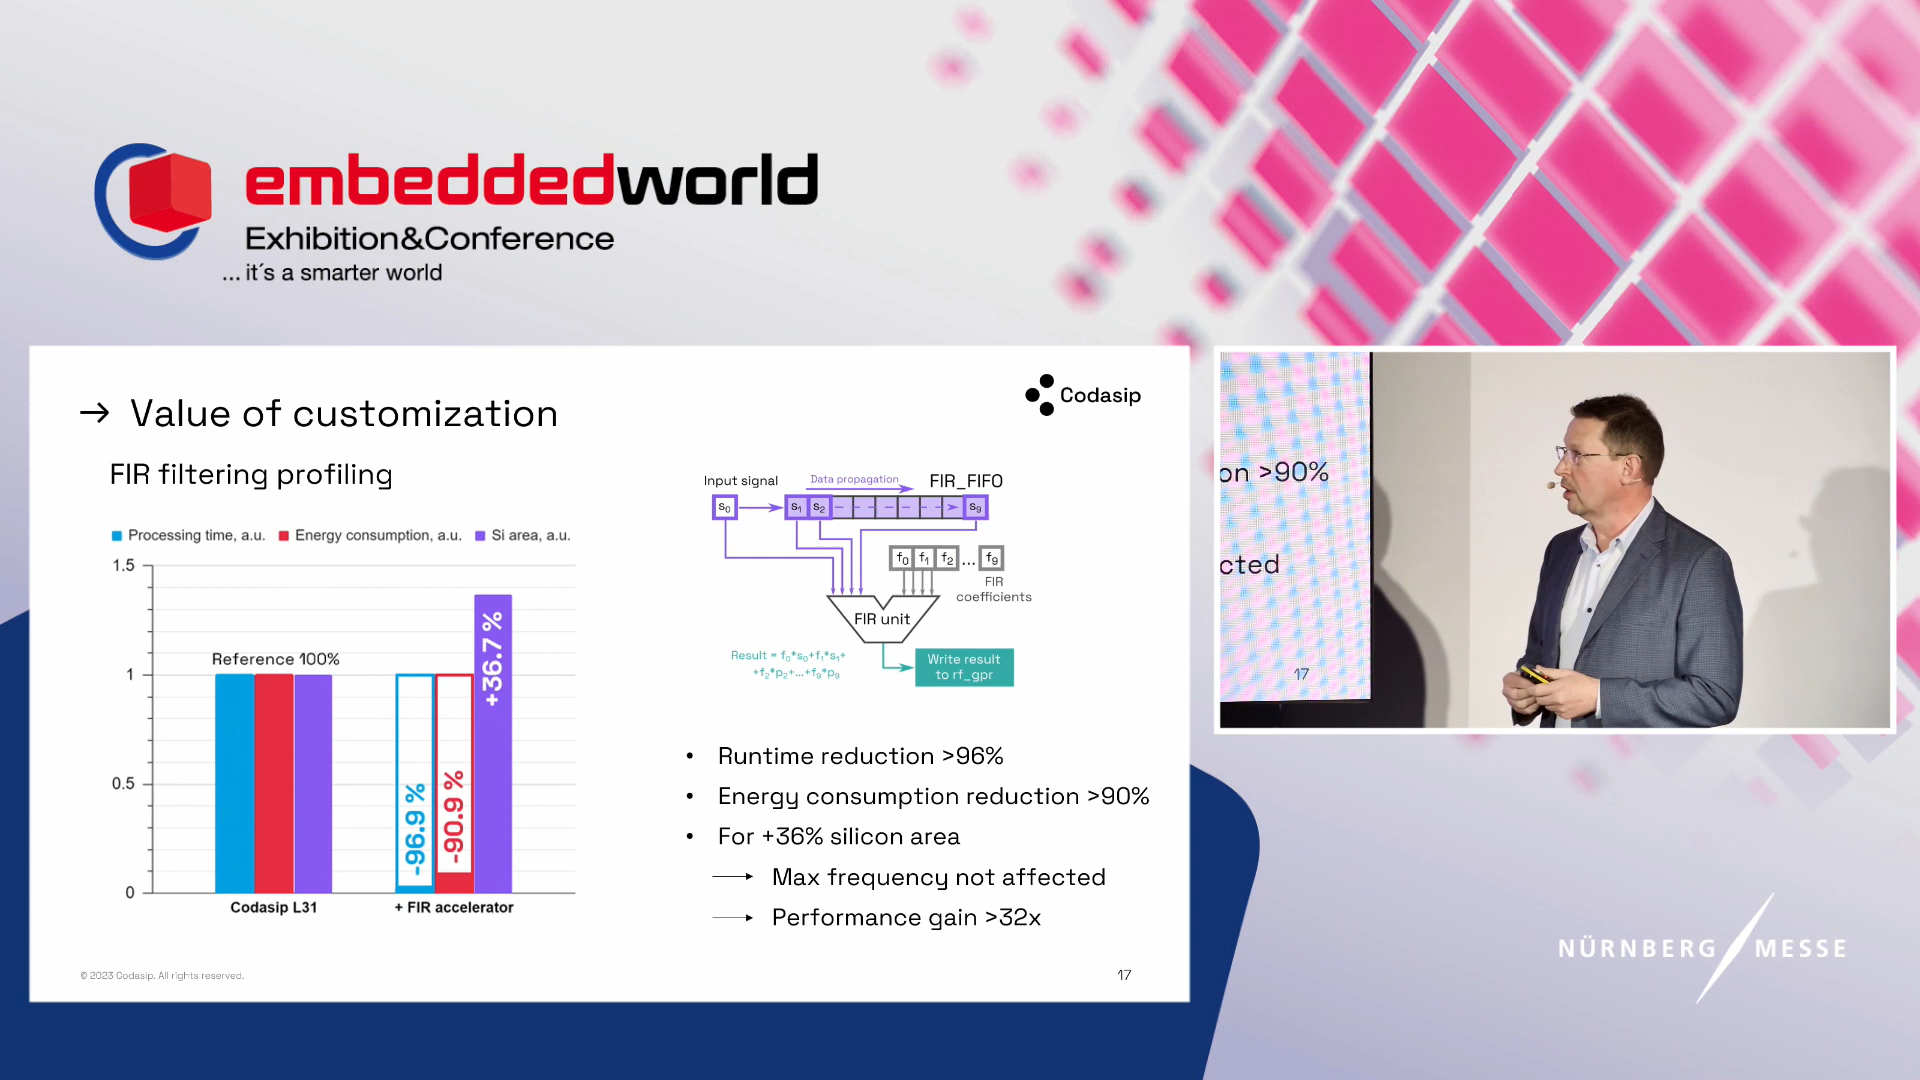 embeddedworld
Exhibition&Conference
... it´s a smarter world
Codasip
→ Value of customization
FIR filtering profiling
Processing time, a.u. Energy consumption, a.u. Si area, a.u.
1.5
1
0.5
0
Reference 100%
-96.9 %
-90.9 %
+36.7 %
Codasip L31
+ FIR accelerator
Input signal
Data propagation
FIR_FIFO
s₀ s₁ s₂ s₉
f₀ f₁ f₂ ... f₉
FIR
coefficients
FIR unit
Result = f₀*s₀+f₁*s₁+
+f₂*p₂+...+f₉*p₉
Write result
to rf_gpr
• Runtime reduction >96%
• Energy consumption reduction >90%
• For +36% silicon area
→ Max frequency not affected
→ Performance gain >32x
© 2023 Codasip. All rights reserved.
17
on >90%
cted
17
NÜRNBERG MESSE